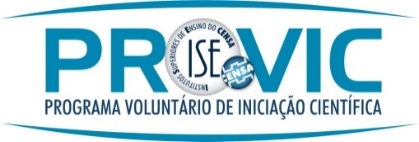 PROVIC
INSTITUTOS SUPERIORES DE ENSINO DO CENSA
ISE
CENSA
PROGRAMA VOLUNTÁRIO DE INICIAÇÃO CIENTÍFICA